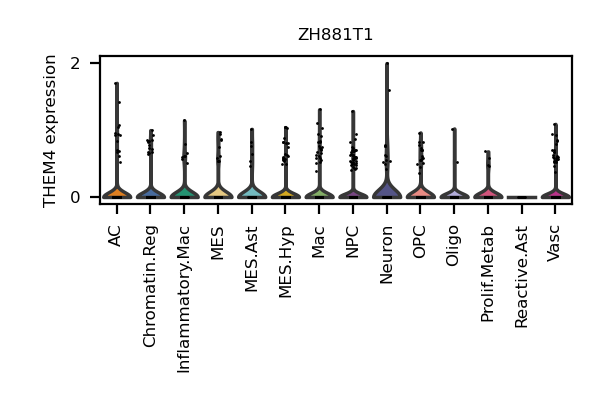 ZH881T1
THEM4 expression
2
0
AC
Chromatin.Reg
Inflammatory.Mac
MES
MES.Ast
MES.Hyp
Mac
NPC
Neuron
OPC
Oligo
Prolif.Metab
Reactive.Ast
Vasc